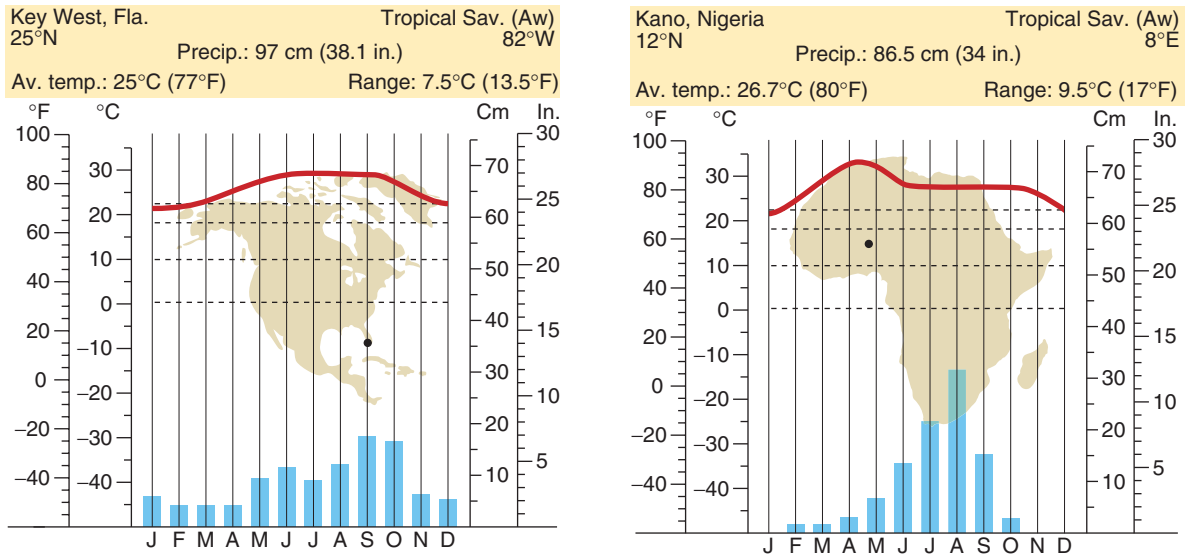 Key West, Fla. Tropical Sav. (Aw)
25°N 82°W
Precip.: 97 cm (38.1 in.)
Av. temp.: 25°C (77°F) Range: 7.5°C (13.5°F)
°F °C Cm In.
100 30
30 70
80 25
20 60
60
10 20
50
40
0 40
20 15
–10
30
0
–20 10
20
–20
–30
5
–40 –40 10
J F M A M J J A S O N D
Kano, Nigeria Tropical Sav. (Aw)
12°N 8°E
Precip.: 86.5 cm (34 in.)
Av. temp.: 26.7°C (80°F) Range: 9.5°C (17°F)
°F °C Cm In.
100 30
30 70
80 25
20 60
60
10 20
50
40
0 40
20 15
–10
30
0
–20 10
20
–20
–30
5
–40 –40 10
J F M A M J J A S O N D